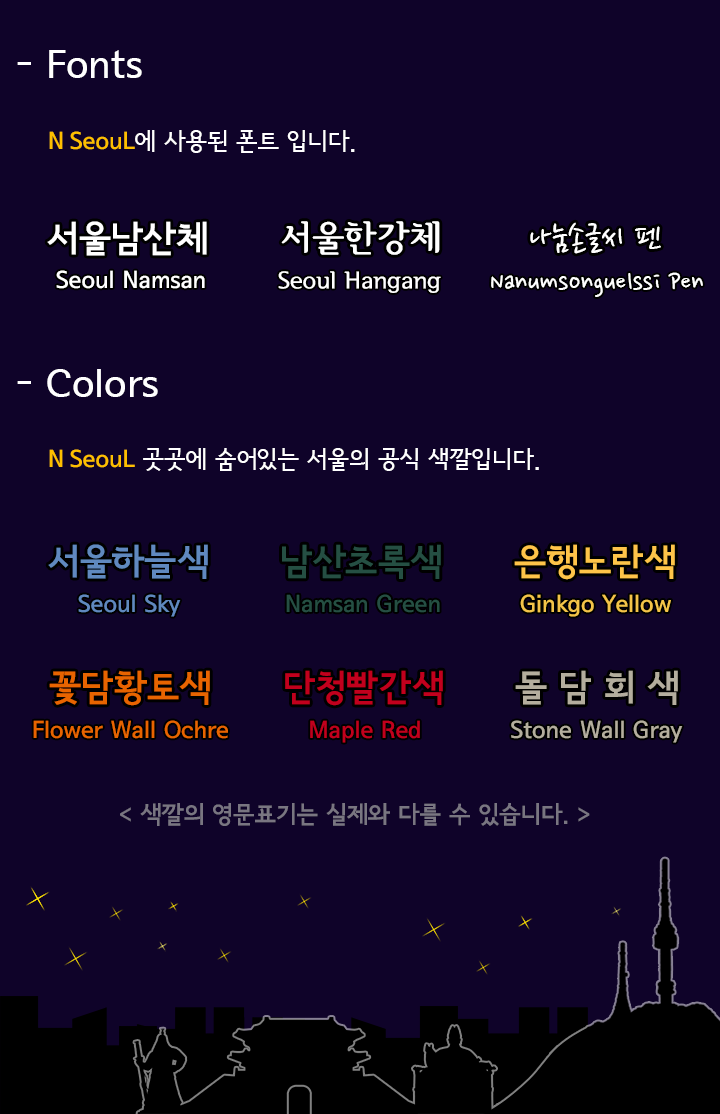 - Fonts
N SeouL에 사용된 폰트 입니다.
서울남산체 서울한강체 나눔손글씨 펜
Seoul Namsan Seoul Hangang Nanumsonguelssi Pen
- Colors
N SeouL 곳곳에 숨어있는 서울의 공식 색깔입니다.
서울하늘색 남산초록색 은행노란색
Seoul Sky Namsan Green Ginkgo Yellow
꽃담황토색 단청빨간색 돌 담 회 색
Flower Wall Ochre Maple Red Stone Wall Gray
< 색깔의 영문표기는 실제와 다를 수 있습니다. >